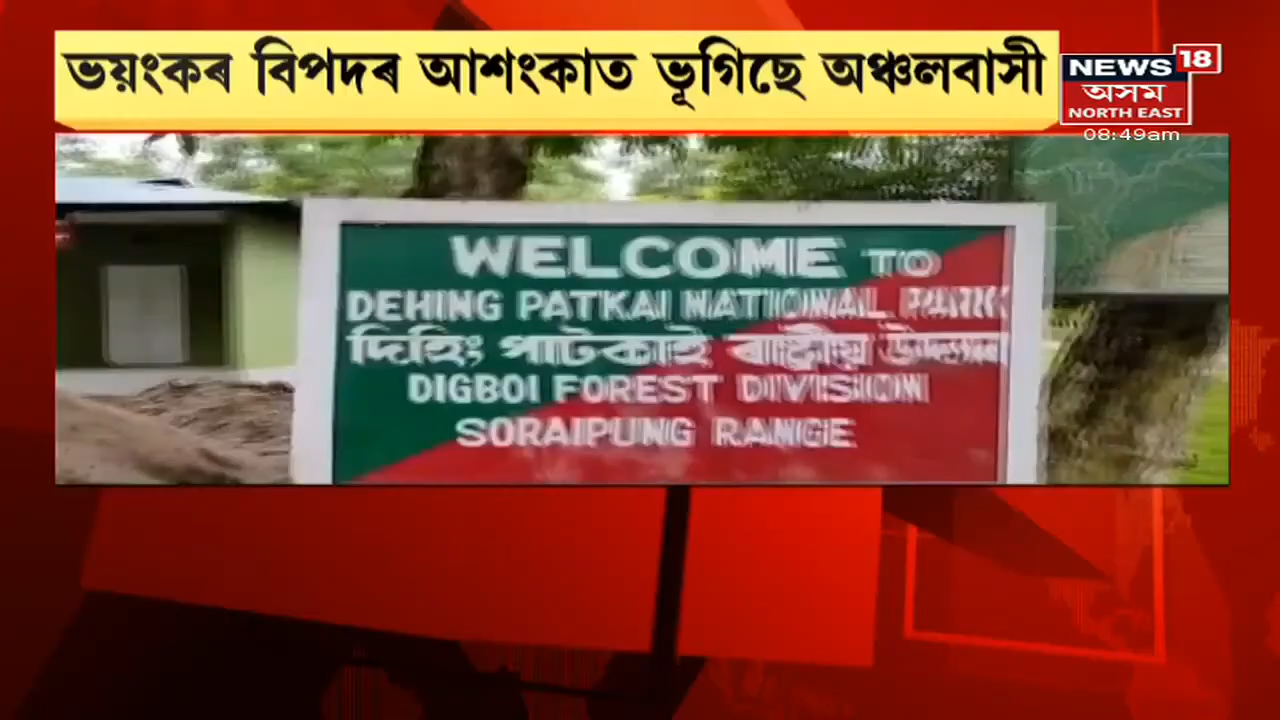 ভয়ংকৰ বিপদৰ আশংকাত ভূগিছে অঞ্চলবাসী
NEWS 18
অসম
NORTH EAST
08:49am
WELCOME TO
DEHING PATKAI NATIONAL PARK
দিহিং পাটকাই ৰাষ্ট্ৰীয় উদ্যান
DIGBOI FOREST DIVISION
SORAIPUNG RANGE